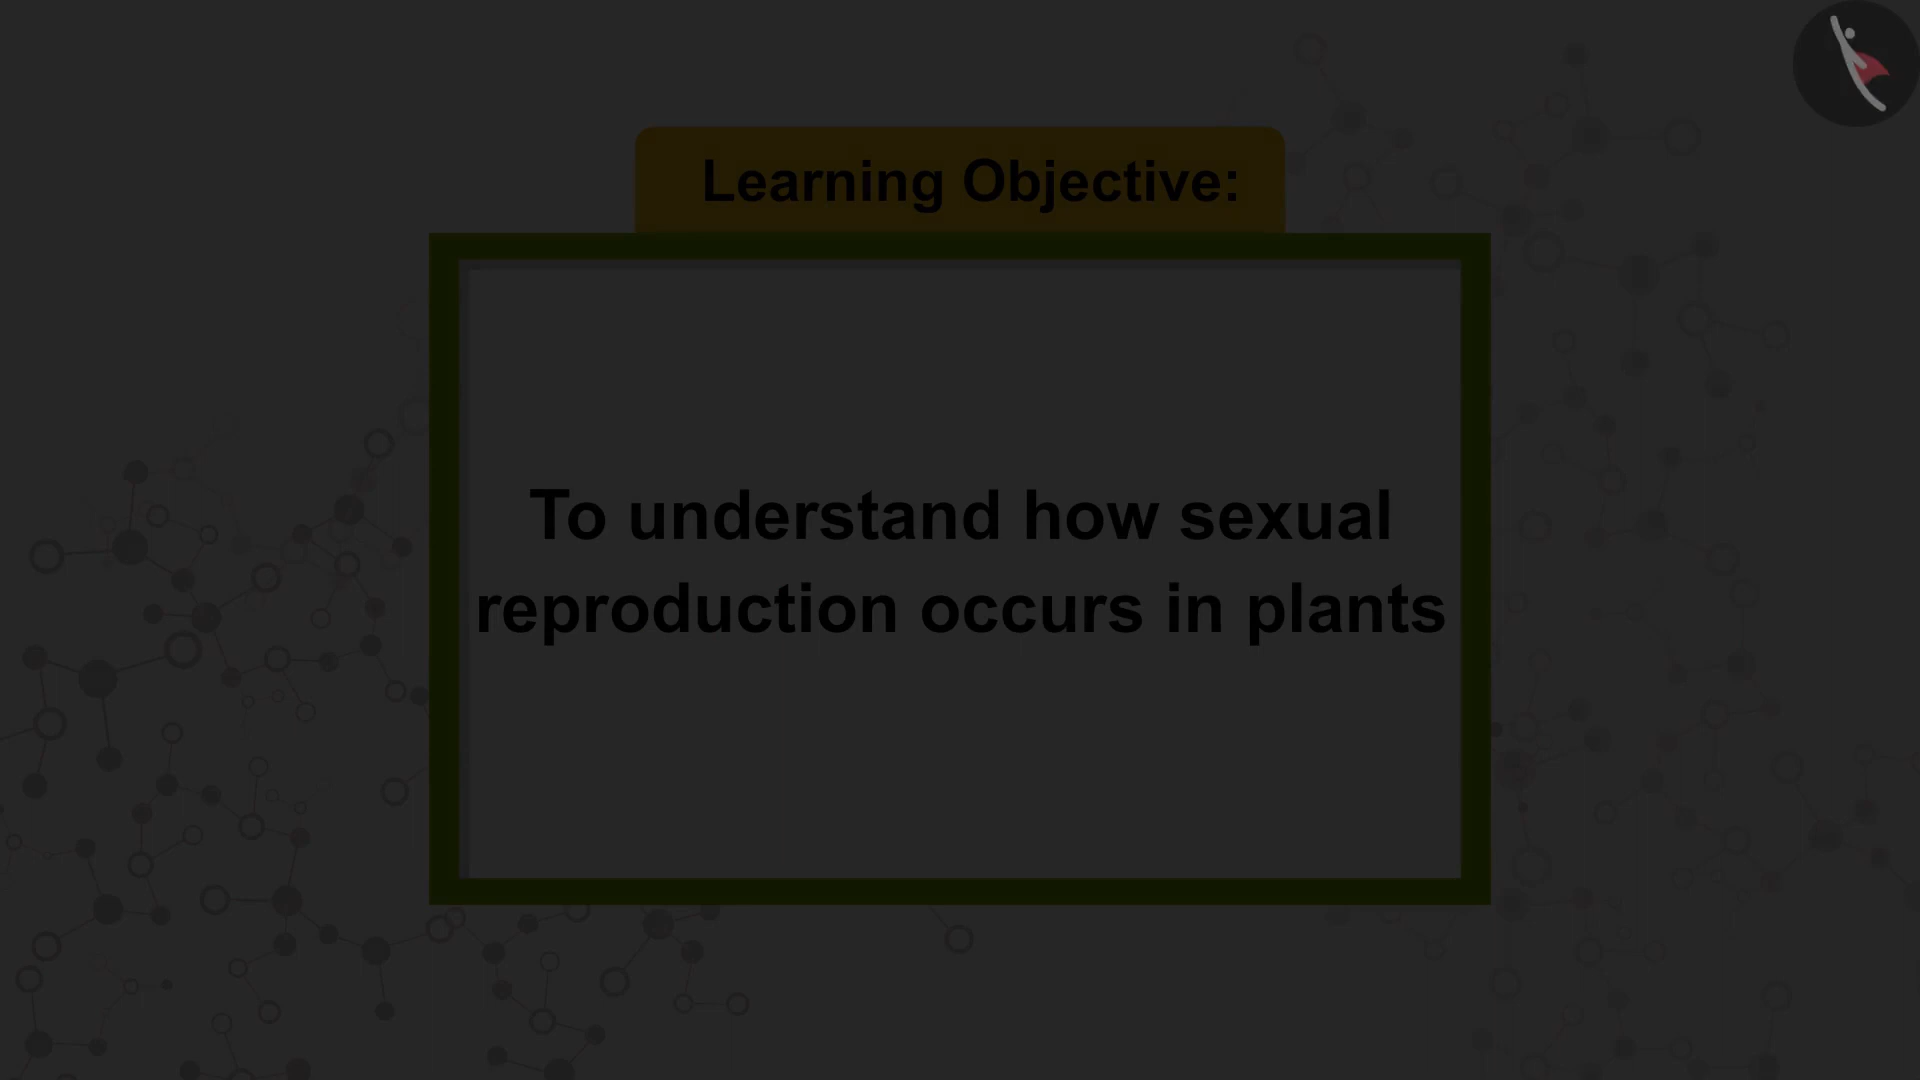 Learning Objective:
To understand how sexual
reproduction occurs in plants